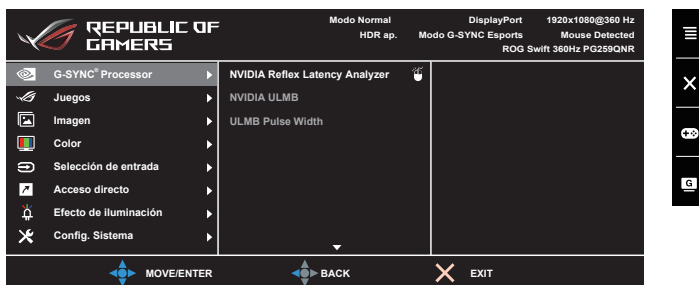 REPUBLIC OF
GAMERS
Modo Normal DisplayPort 1920x1080@360 Hz
HDR ap. Modo G-SYNC Esports Mouse Detected
ROG Swift 360Hz PG259QNR
G-SYNC® Processor
Juegos
Imagen
Color
Selección de entrada
Acceso directo
Efecto de iluminación
Config. Sistema
NVIDIA Reflex Latency Analyzer
NVIDIA ULMB
ULMB Pulse Width
MOVE/ENTER BACK EXIT
G